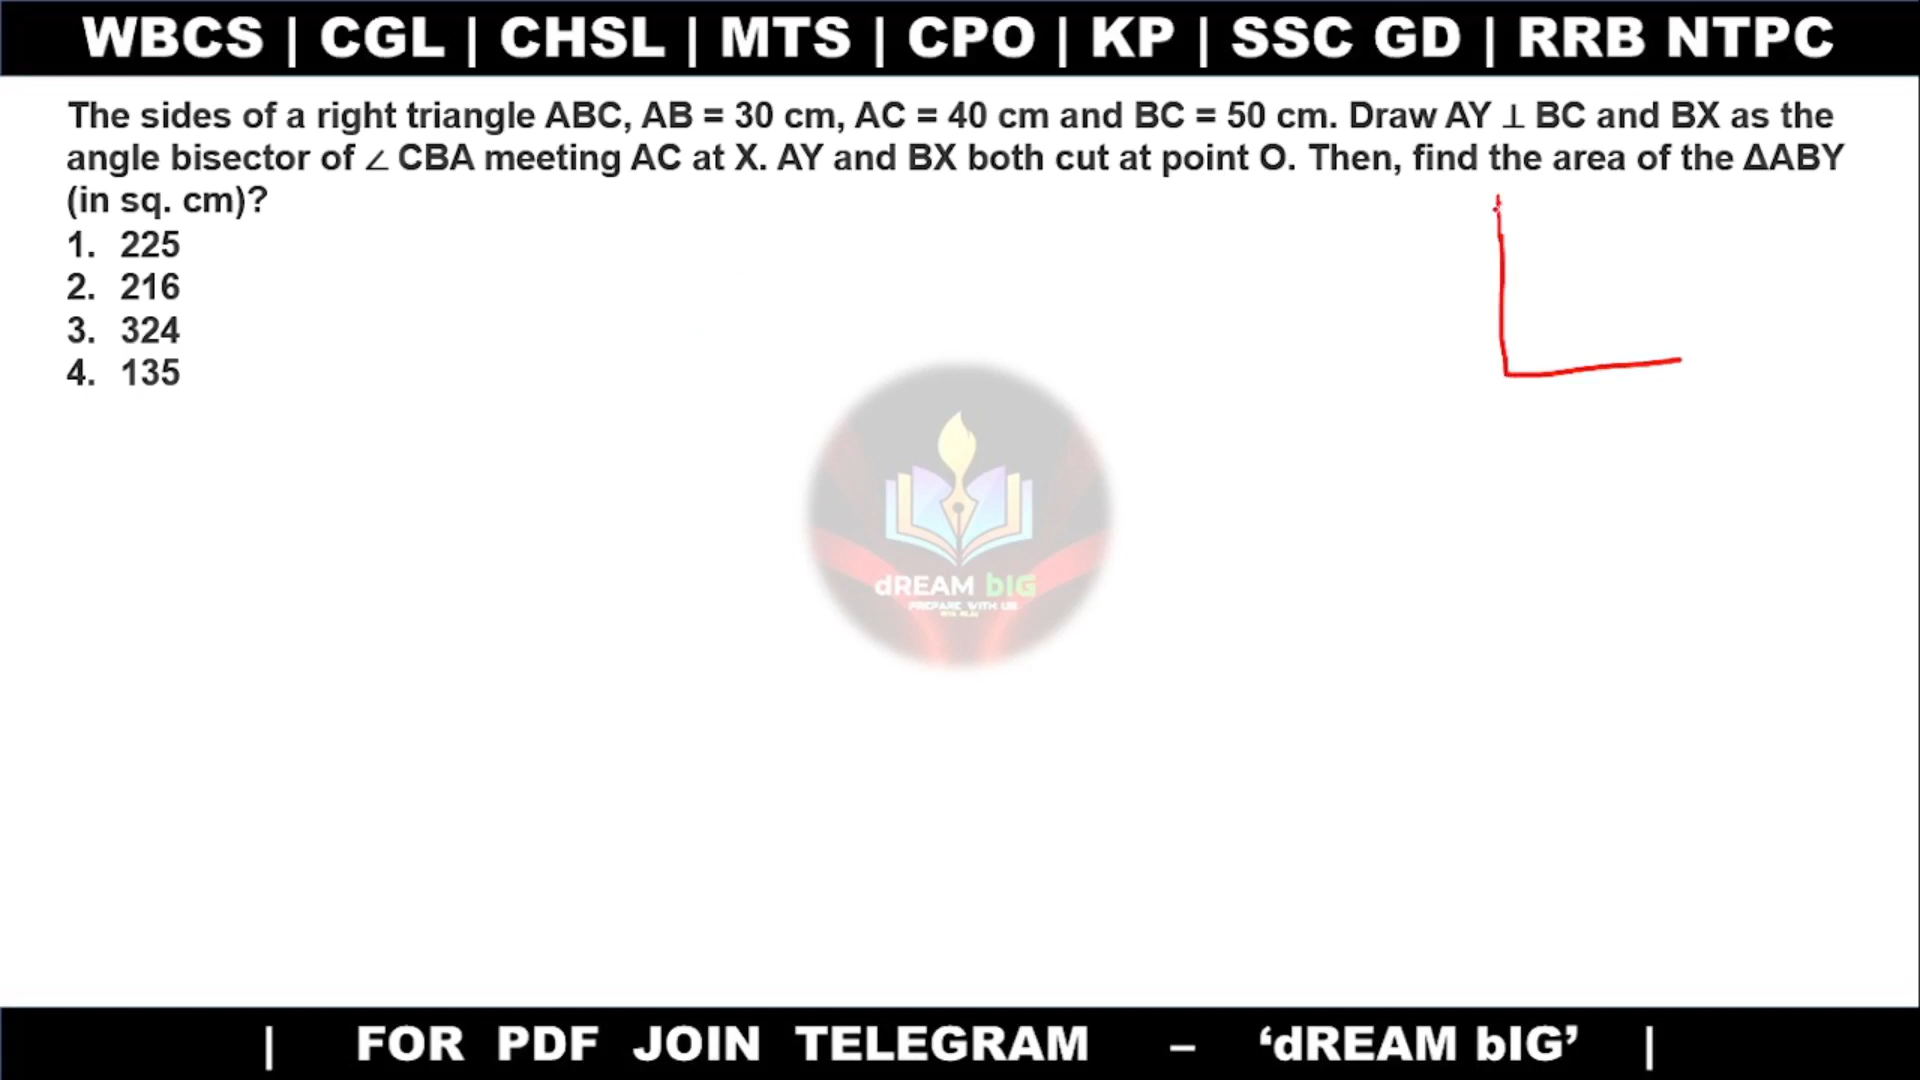 WBCS | CGL | CHSL | MTS | CPO | KP | SSC GD | RRB NTPC
The sides of a right triangle ABC, AB = 30 cm, AC = 40 cm and BC = 50 cm. Draw AY ⊥ BC and BX as the
angle bisector of ∠ CBA meeting AC at X. AY and BX both cut at point O. Then, find the area of the ΔABY
(in sq. cm)?
1. 225
2. 216
3. 324
4. 135
dREAM bIG
PREPARE WITH US
| FOR PDF JOIN TELEGRAM – ‘dREAM bIG’ |